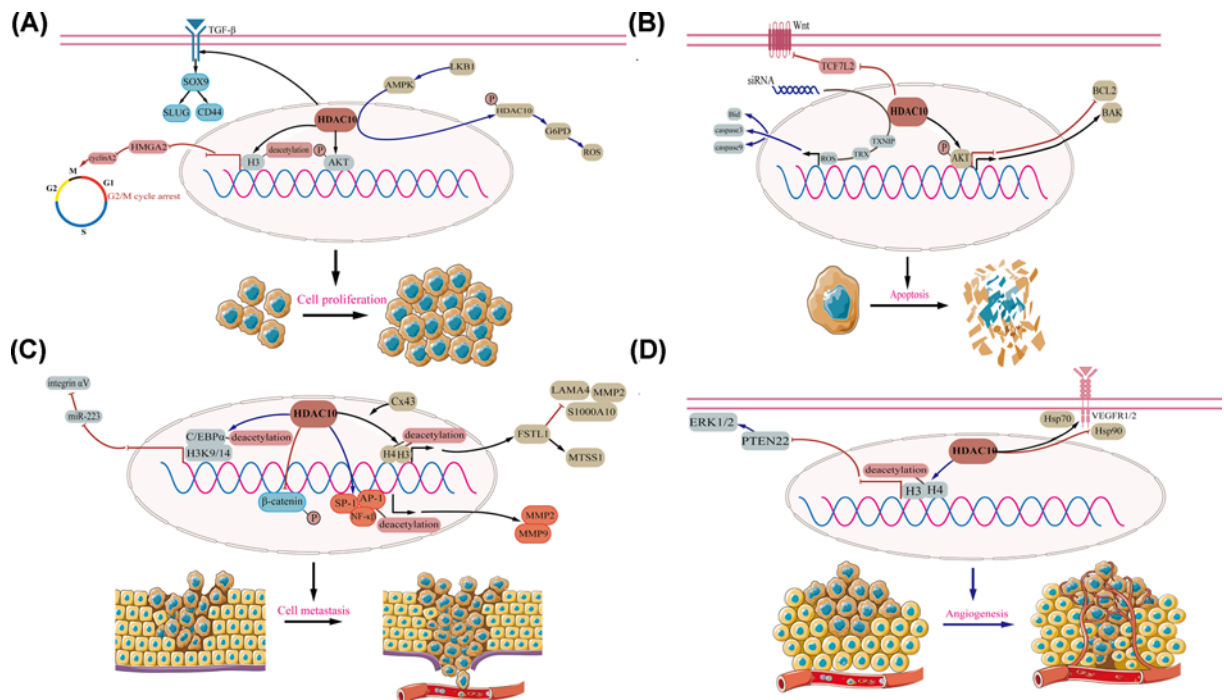 (A)
TGF-β
SOX9
SLUG
CD44
LKB1
AMPK
P
HDAC10
G6PD
ROS
HDAC10
deacetylation
P
H3
AKT
HMGA2
cyclinA2
M
G1
G2
G2/M cycle arrest
S
Cell proliferation
(B)
Wnt
TCF7L2
siRNA
HDAC10
BCL2
BAK
Bid
caspase3
caspase9
TXNIP
TRX
ROS
P
AKT
Apoptosis
(C)
integrin αV
miR-223
HDAC10
Cx43
C/EBPα
deacetylation
H3K9/14
deacetylation
H4
H3
LAMA4
MMP2
S1000A10
FSTL1
MTSS1
β-catenin
P
SP-1
AP-1
NF-κβ
deacetylation
MMP2
MMP9
Cell metastasis
(D)
ERK1/2
PTEN22
Hsp70
VEGFR1/2
Hsp90
HDAC10
deacetylation
H3
H4
Angiogenesis